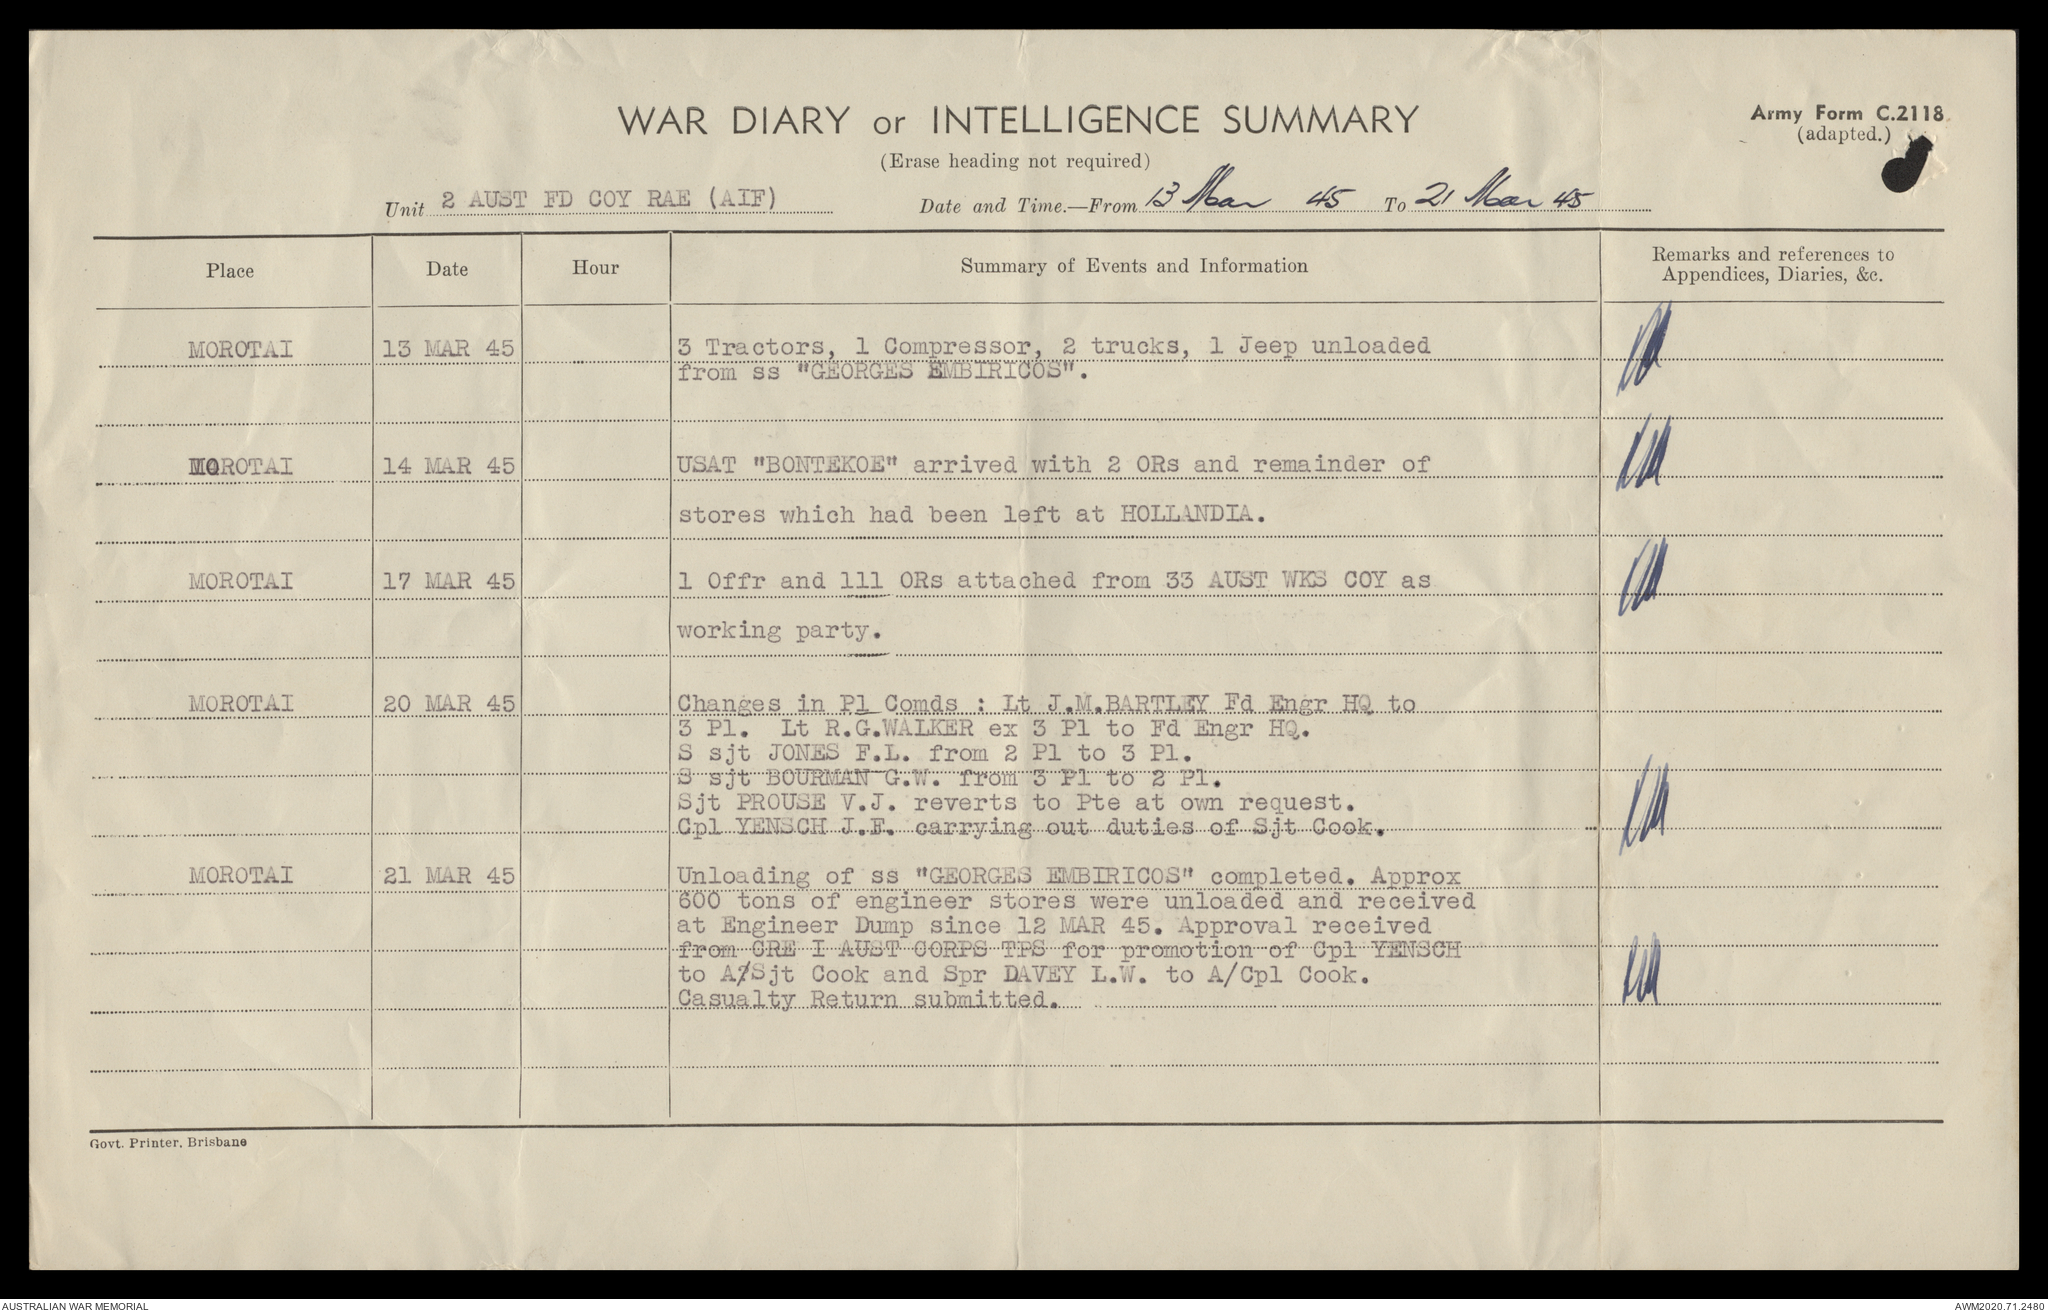 WAR DIARY or INTELLIGENCE SUMMARY
Army Form C.2118.
(adapted.)
(Erase heading not required)
Unit 2 AUST FD COY RAE (AIF) Date and Time.—From 13 Mar 45 To 21 Mar 45
Place Date Hour Summary of Events and Information Remarks and references to
Appendices, Diaries, &c.
MOROTAI 13 MAR 45 3 Tractors, 1 Compressor, 2 trucks, 1 Jeep unloaded
from ss "GEORGES EMBIRICOS".
MOROTAI 14 MAR 45 USAT "BONTEKOE" arrived with 2 ORs and remainder of
stores which had been left at HOLLANDIA.
MOROTAI 17 MAR 45 1 Offr and 111 ORs attached from 33 AUST WKS COY as
working party.
MOROTAI 20 MAR 45 Changes in Pl Comds : Lt J.M.BARTLEY Fd Engr HQ to
3 Pl. Lt R.G.WALKER ex 3 Pl to Fd Engr HQ.
S sjt JONES F.L. from 2 Pl to 3 Pl.
S sjt BOURMAN G.W. from 3 Pl to 2 Pl.
Sjt PROUSE V.J. reverts to Pte at own request.
Cpl YENSCH J.E. carrying out duties of Sjt Cook.
MOROTAI 21 MAR 45 Unloading of ss "GEORGES EMBIRICOS" completed. Approx
600 tons of engineer stores were unloaded and received
at Engineer Dump since 12 MAR 45. Approval received
from CRE I AUST CORPS TPS for promotion of Cpl YENSCH
to A/Sjt Cook and Spr DAVEY L.W. to A/Cpl Cook.
Casualty Return submitted.
Govt. Printer, Brisbane
AUSTRALIAN WAR MEMORIAL AWM2020.71.2480